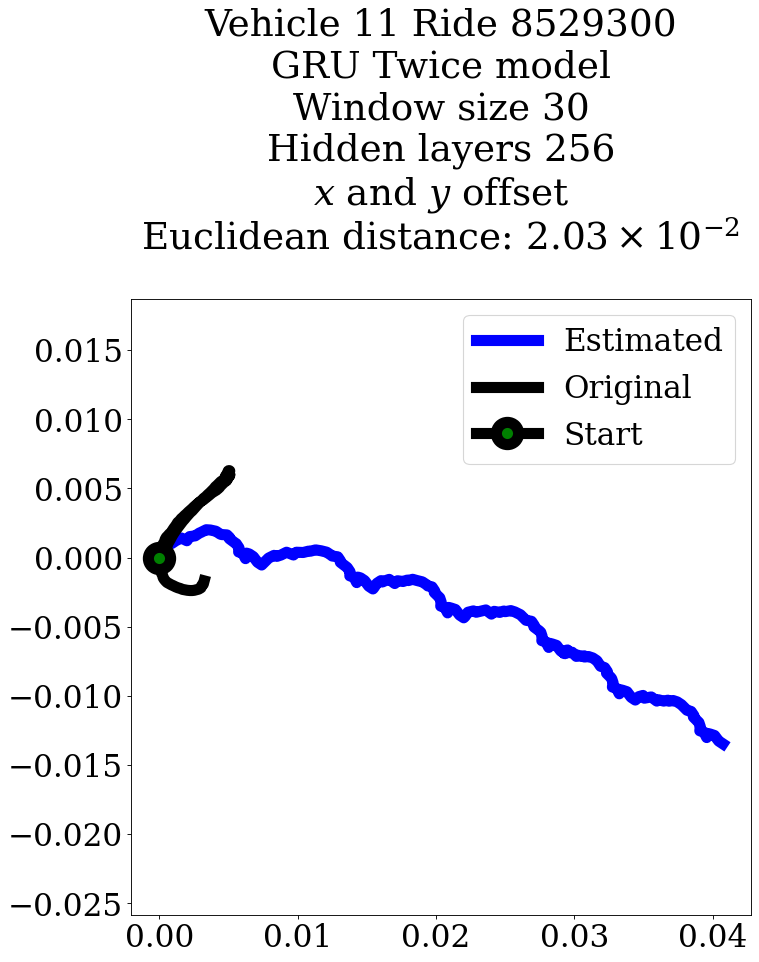 Vehicle 11 Ride 8529300
GRU Twice model
Window size 30
Hidden layers 256
x and y offset
Euclidean distance: 2.03 × 10⁻²
Estimated
Original
Start
0.015
0.010
0.005
0.000
−0.005
−0.010
−0.015
−0.020
−0.025
0.00 0.01 0.02 0.03 0.04